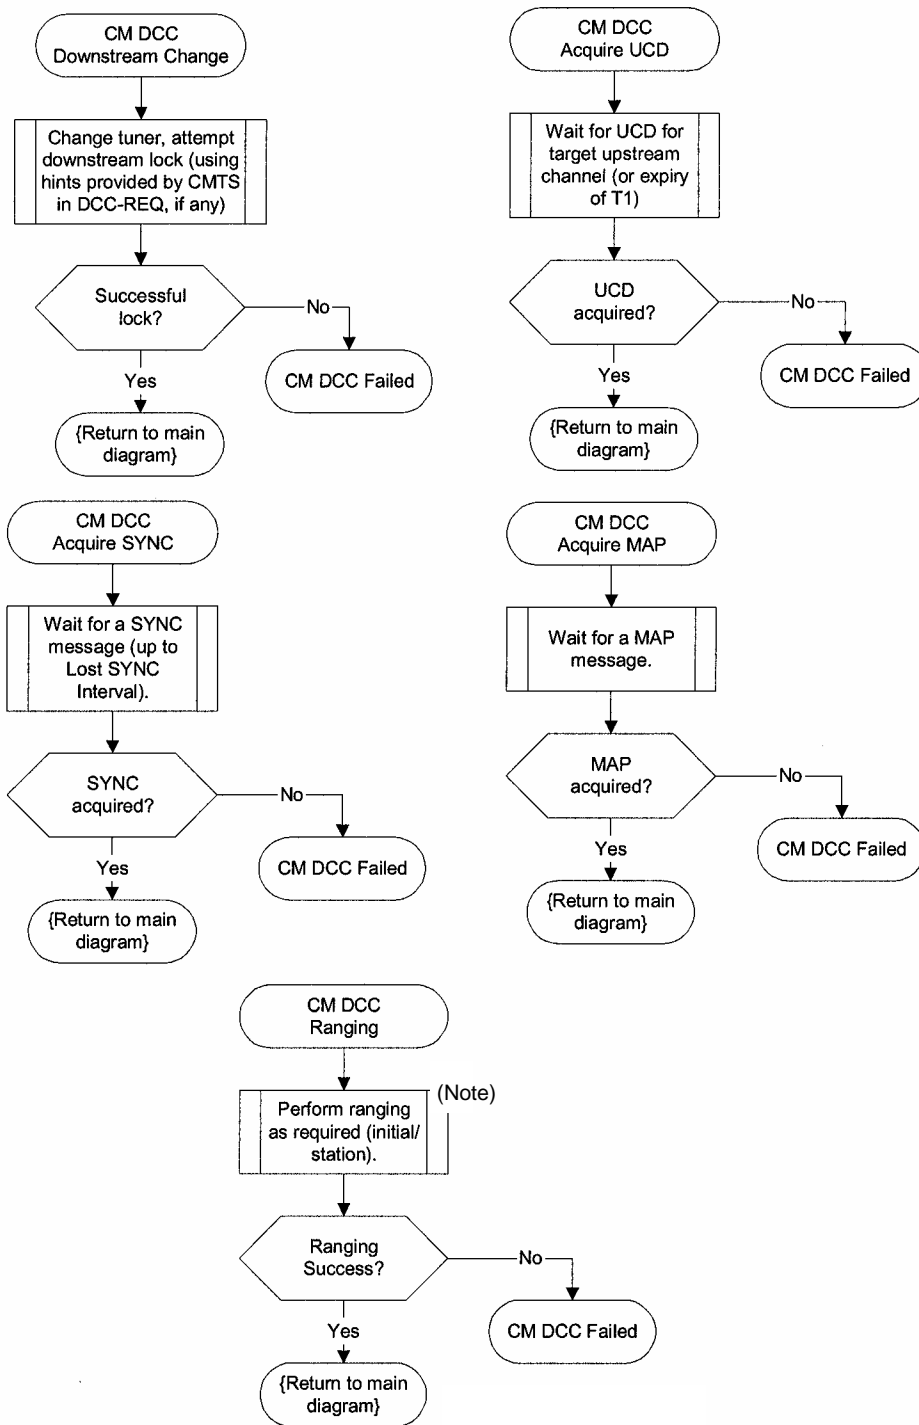 CM DCC
Downstream Change
Change tuner, attempt
downstream lock (using
hints provided by CMTS
in DCC-REQ, if any)
Successful
lock?
No
Yes
CM DCC Failed
{Return to main
diagram}
CM DCC
Acquire UCD
Wait for UCD for
target upstream
channel (or expiry
of T1)
UCD
acquired?
No
Yes
CM DCC Failed
{Return to main
diagram}
CM DCC
Acquire SYNC
Wait for a SYNC
message (up to
Lost SYNC
Interval).
SYNC
acquired?
No
Yes
CM DCC Failed
{Return to main
diagram}
CM DCC
Acquire MAP
Wait for a MAP
message.
MAP
acquired?
No
Yes
CM DCC Failed
{Return to main
diagram}
CM DCC
Ranging
(Note)
Perform ranging
as required (initial/
station).
Ranging
Success?
No
Yes
CM DCC Failed
{Return to main
diagram}